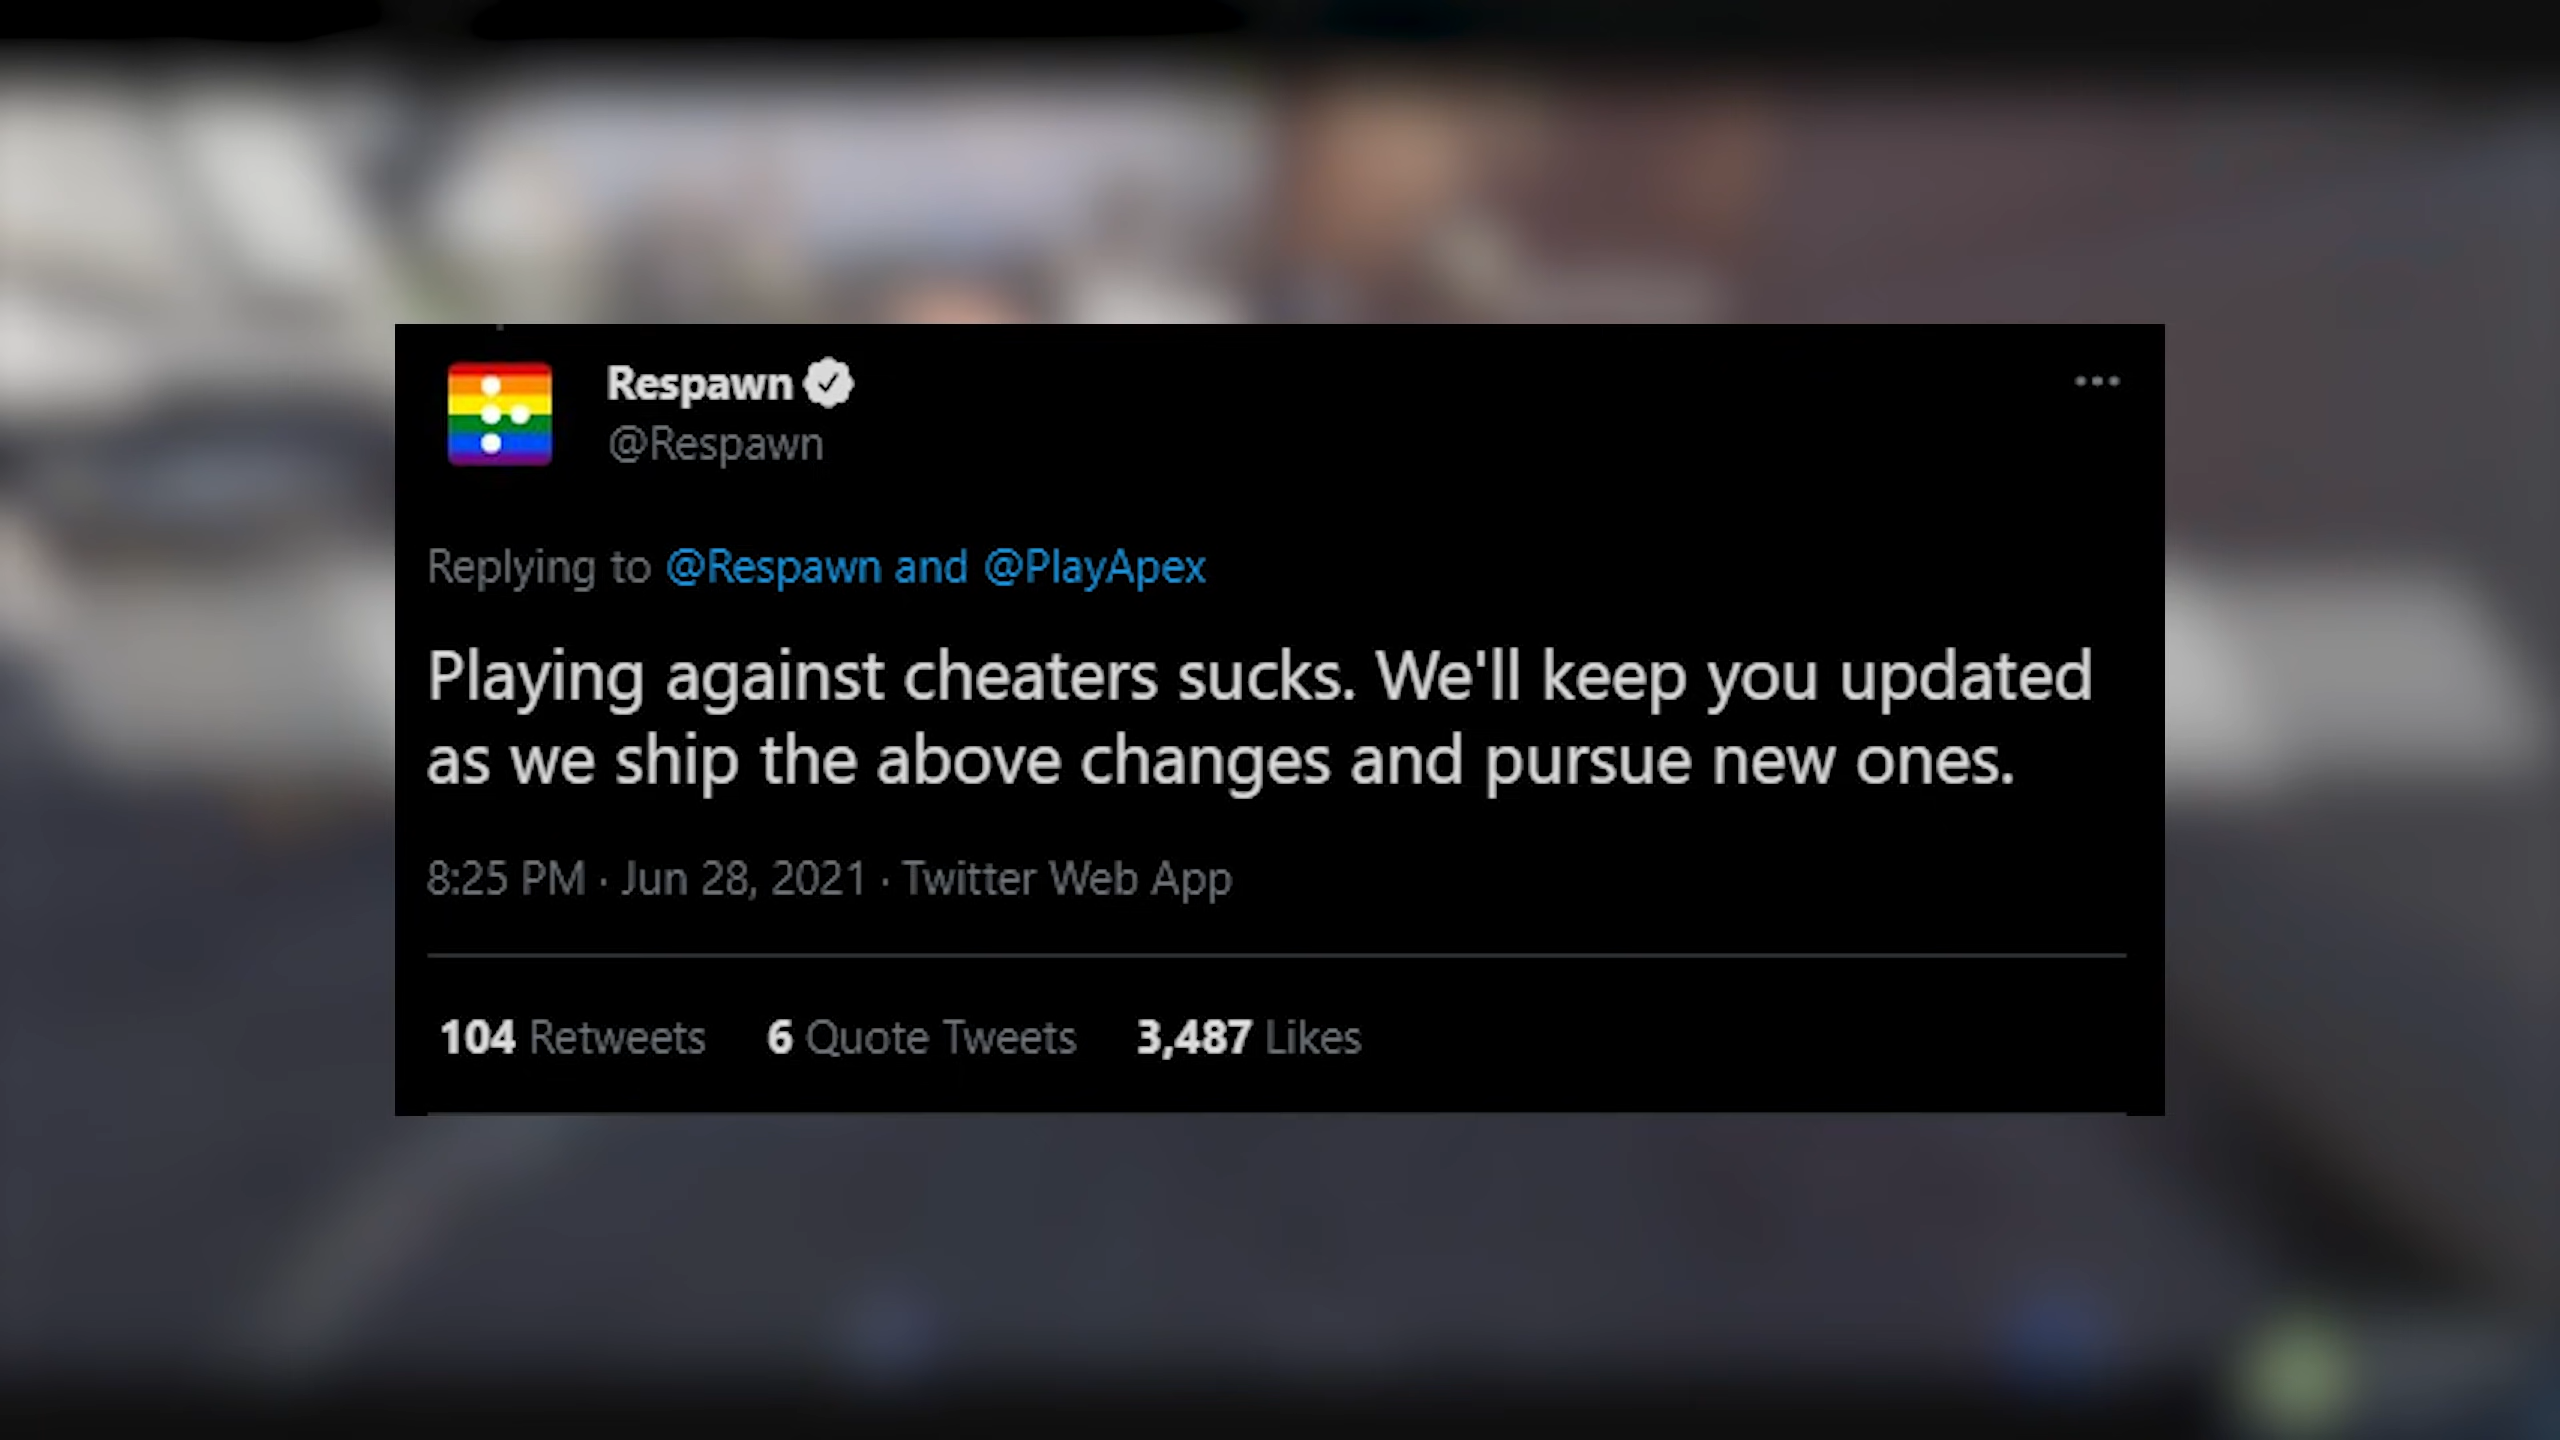 Respawn
@Respawn
Replying to @Respawn and @PlayApex
Playing against cheaters sucks. We'll keep you updated
as we ship the above changes and pursue new ones.
8:25 PM · Jun 28, 2021 · Twitter Web App
104 Retweets 6 Quote Tweets 3,487 Likes